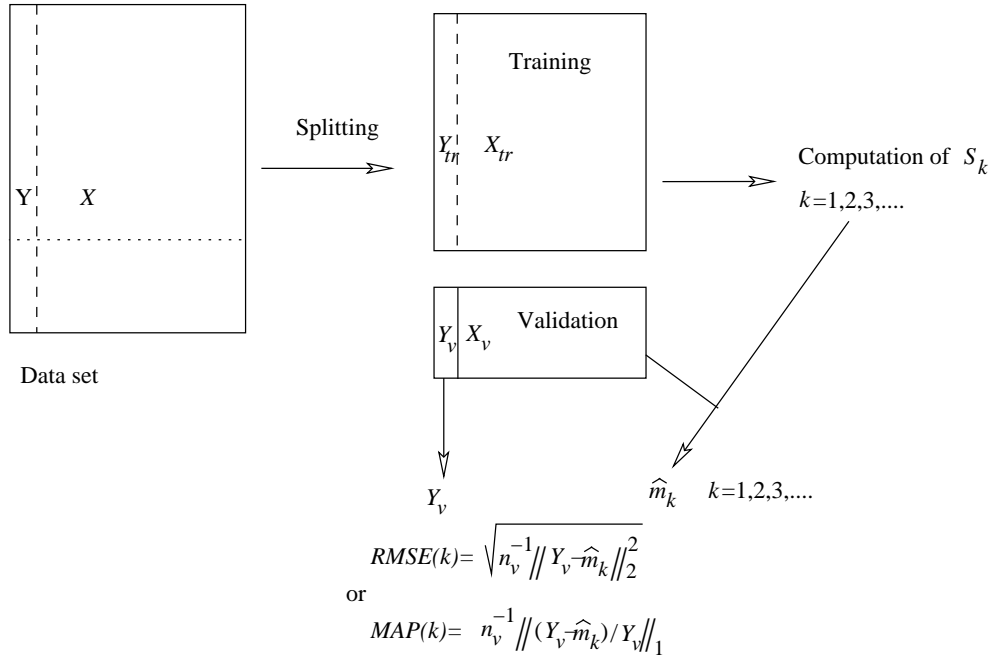 Training
Splitting
Y_tr X_tr
Computation of S_k
Y X
k=1,2,3,....
Y_v X_v Validation
Data set
Y_v
m̂_k k=1,2,3,....
RMSE(k)= √(n_v^{-1} ‖Y_v-m̂_k‖_2^2)
or
MAP(k)= n_v^{-1} ‖(Y_v-m̂_k)/Y_v‖_1